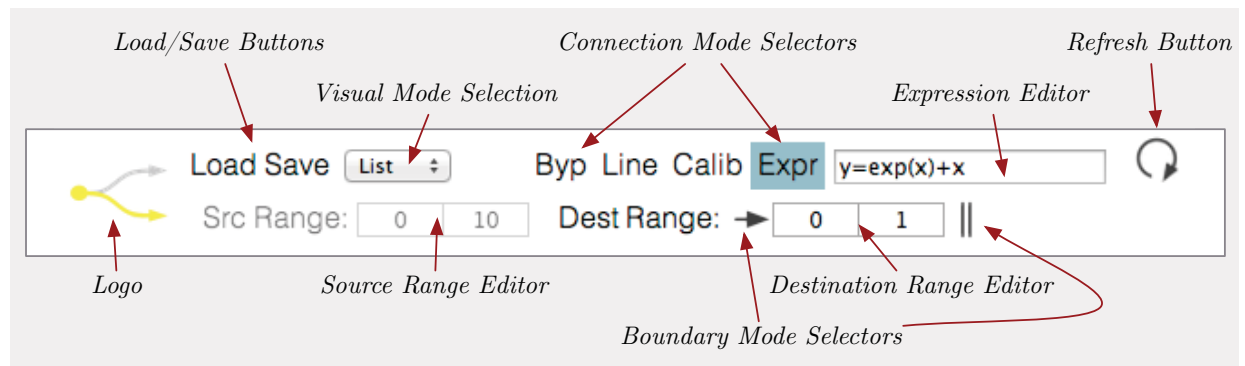 Load/Save Buttons Connection Mode Selectors Refresh Button
Visual Mode Selection Expression Editor
Load Save List Byp Line Calib Expr y=exp(x)+x
Src Range: 0 10 Dest Range: 0 1
Logo Source Range Editor Destination Range Editor
Boundary Mode Selectors